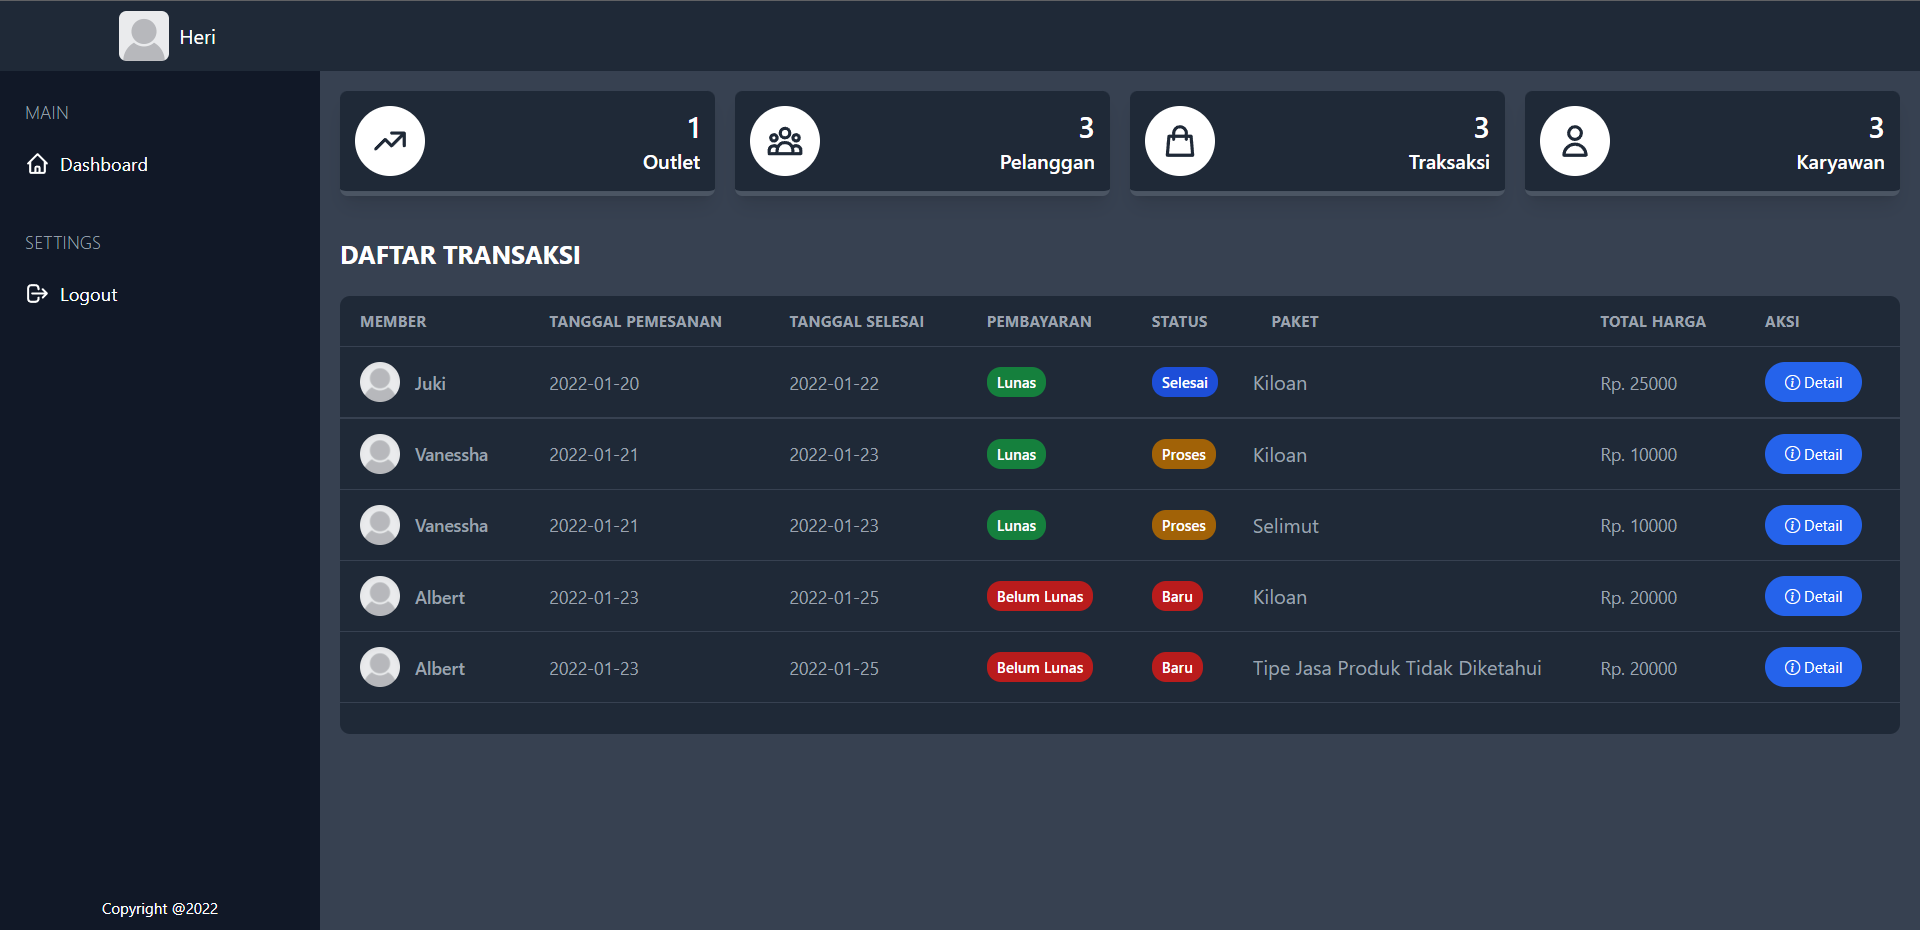 Heri
MAIN
Dashboard
SETTINGS
Logout
Copyright @2022
1
Outlet
3
Pelanggan
3
Traksaksi
3
Karyawan
DAFTAR TRANSAKSI
MEMBER TANGGAL PEMESANAN TANGGAL SELESAI PEMBAYARAN STATUS PAKET TOTAL HARGA AKSI
Juki 2022-01-20 2022-01-22 Lunas Selesai Kiloan Rp. 25000 Detail
Vanessha 2022-01-21 2022-01-23 Lunas Proses Kiloan Rp. 10000 Detail
Vanessha 2022-01-21 2022-01-23 Lunas Proses Selimut Rp. 10000 Detail
Albert 2022-01-23 2022-01-25 Belum Lunas Baru Kiloan Rp. 20000 Detail
Albert 2022-01-23 2022-01-25 Belum Lunas Baru Tipe Jasa Produk Tidak Diketahui Rp. 20000 Detail